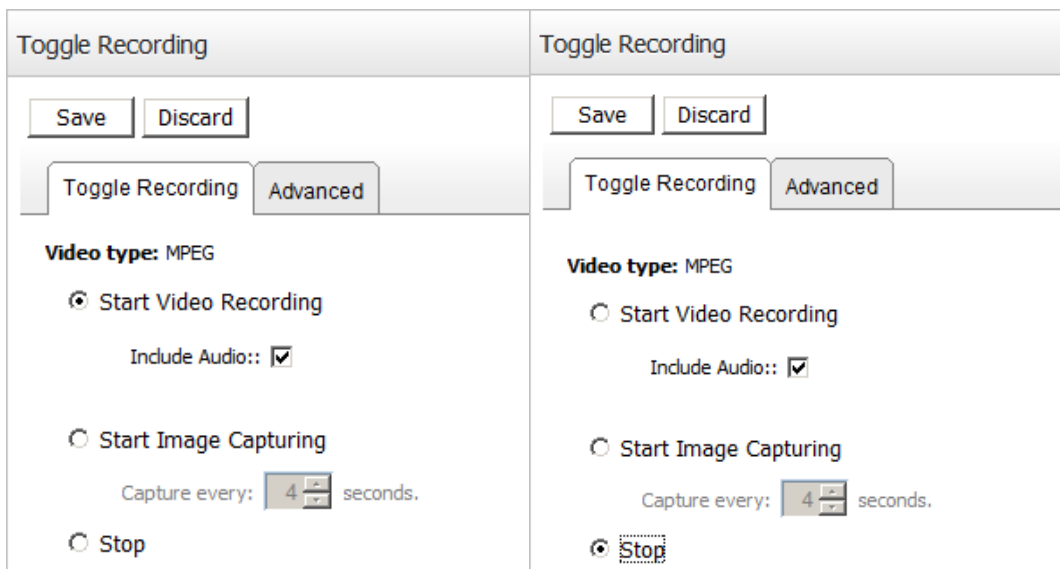 Toggle Recording
Save Discard
Toggle Recording Advanced
Video type: MPEG
Start Video Recording
Include Audio::
Start Image Capturing
Capture every: 4 seconds.
Stop
Toggle Recording
Save Discard
Toggle Recording Advanced
Video type: MPEG
Start Video Recording
Include Audio::
Start Image Capturing
Capture every: 4 seconds.
Stop